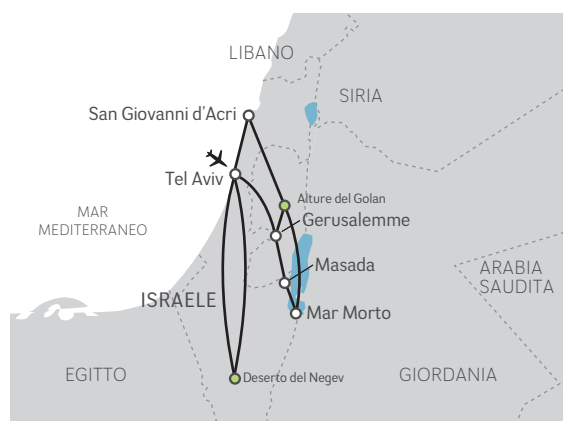 LIBANO
SIRIA
San Giovanni d'Acri
Tel Aviv
Alture del Golan
MAR
MEDITERRANEO
Gerusalemme
Masada
ARABIA
SAUDITA
ISRAELE
Mar Morto
EGITTO
Deserto del Negev
GIORDANIA